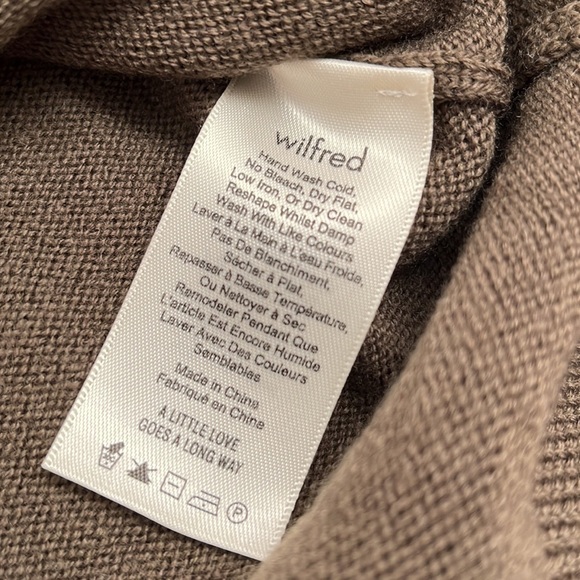 wilfred
Hand Wash Cold,
No Bleach, Dry Flat,
Low Iron, Or Dry Clean
Reshape Whilst Damp
Wash With Like Colours
Laver À La Main À L'eau Froide,
Pas De Blanchiment,
Sécher À Plat,
Repasser À Basse Température,
Ou Nettoyer À Sec
Remodeler Pendant Que
L'article Est Encore Humide
Laver Avec Des Couleurs
Semblables
Made in China
Fabriqué en China
A LITTLE LOVE
GOES A LONG WAY
P